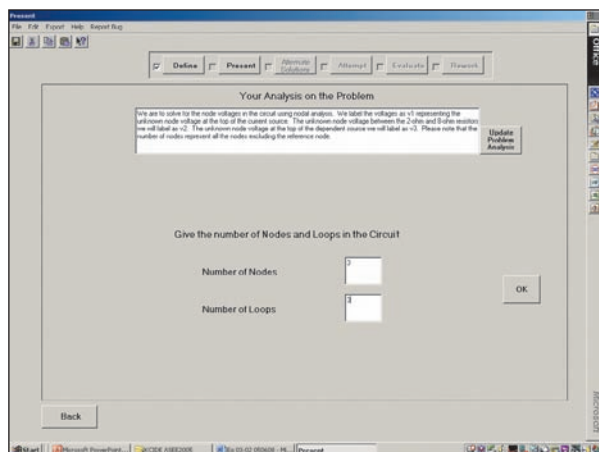 Present
File Edit Export Help Report Bug
Define Present Alternate Solutions Attempt Evaluate Rework
Your Analysis on the Problem
We are to solve for the node voltages in the circuit using nodal analysis. We label the voltages as v1 representing the
unknown node voltage at the top of the current source. The unknown node voltage between the 2-ohm and 8-ohm resistors
we will label as v2. The unknown node voltage at the top of the dependent source we will label as v3. Please note that the
number of nodes represent all the nodes excluding the reference node.
Update
Problem
Analysis
Give the number of Nodes and Loops in the Circuit
Number of Nodes 3
Number of Loops 3
OK
Back
Office
Microsoft
Start Microsoft PowerPoint... KCIDE ASEE2006 Present